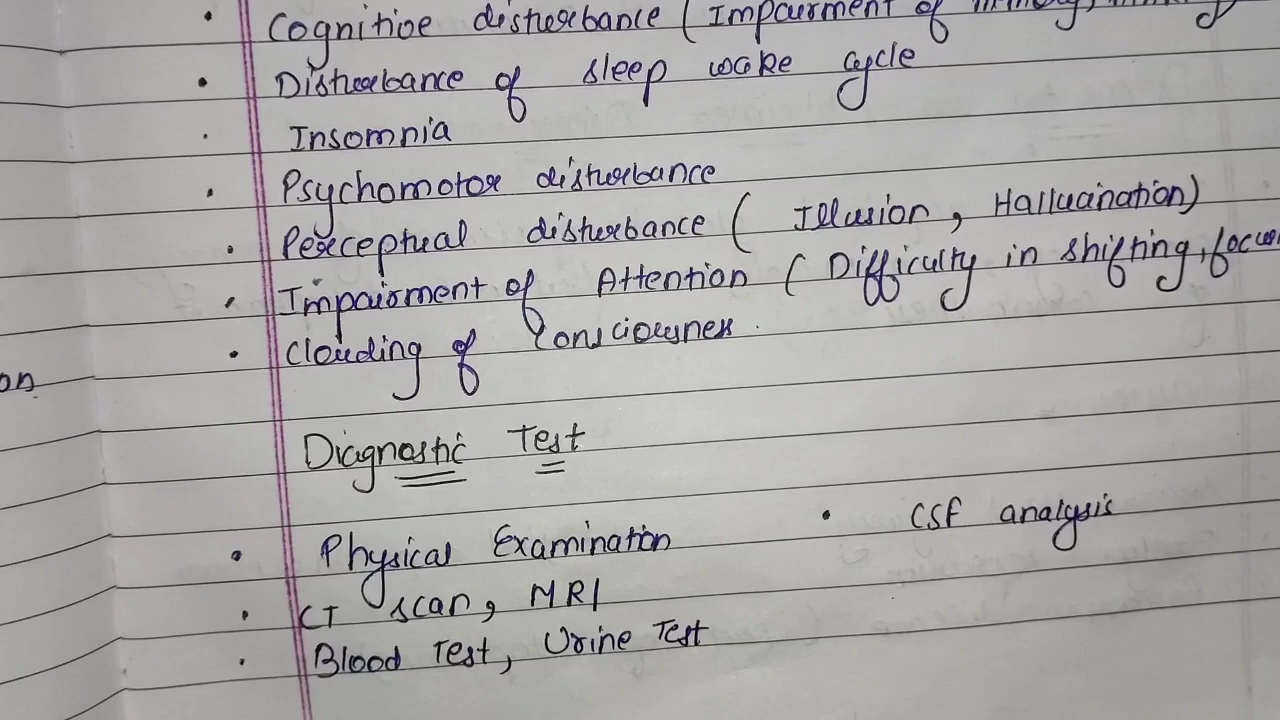 Cognitive disturbance (Impairment of
Disturbance of sleep wake cycle
Insomnia
Psychomotor disturbance
Perceptual disturbance ( Illusion, Hallucination)
Impairment of Attention ( Difficulty in shifting, focus
Clouding of Consciousness.
on
Diagnostic Test
Physical Examination
CSF analysis
CT scan, MRI
Blood Test, Urine Test